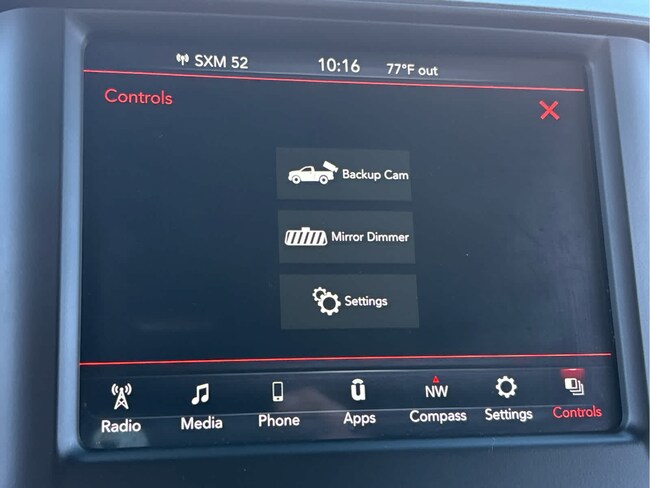 SXM 52 10:16 77°F out
Controls
Backup Cam
Mirror Dimmer
Settings
NW
Radio Media Phone Apps Compass Settings Controls